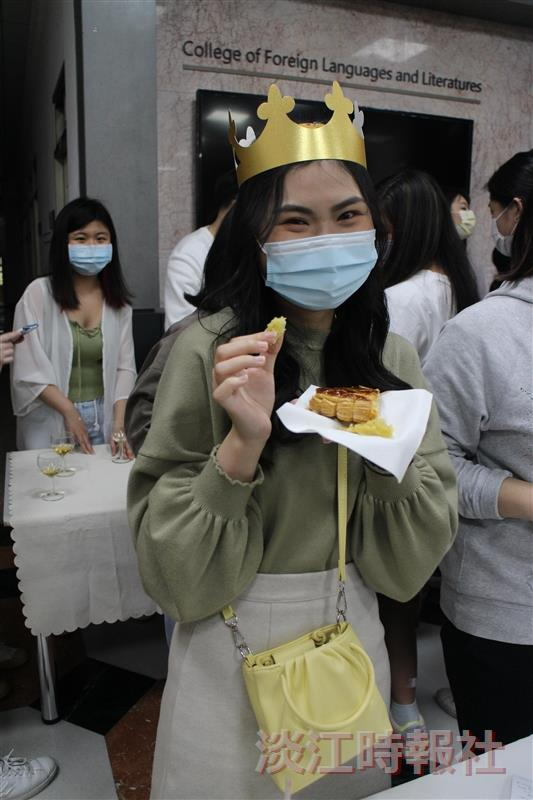 College of Foreign Languages and Literatures
淡江時報社